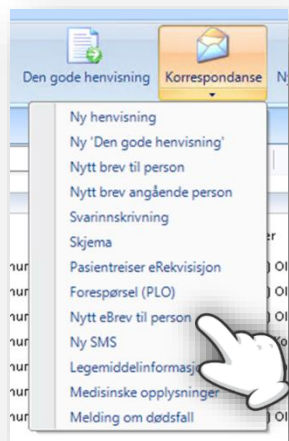 Den gode henvisning
Korrespondanse
Ny henvisning
Ny 'Den gode henvisning'
Nytt brev til person
Nytt brev angående person
Svarinnskrivning
Skjema
Pasientreiser eRekvisisjon
Forespørsel (PLO)
Nytt eBrev til person
Ny SMS
Medisinske opplysninger
Melding om dødsfall